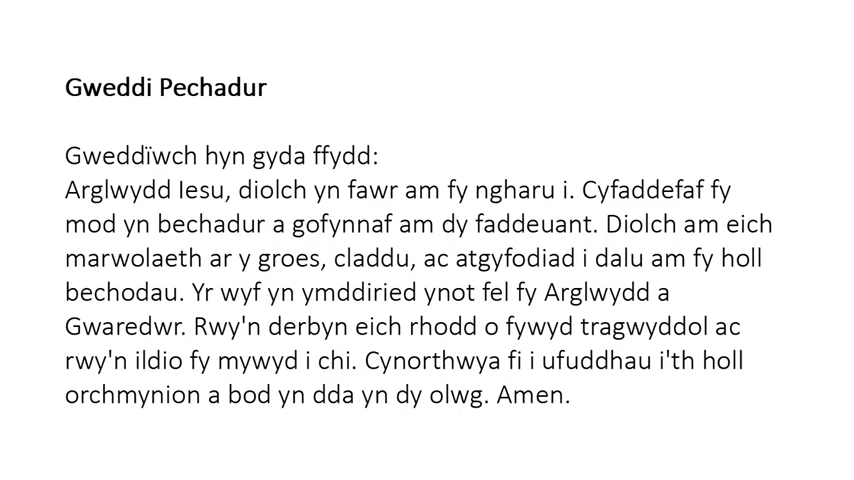 Gweddi Pechadur
Gweddïwch hyn gyda ffydd:
Arglwydd Iesu, diolch yn fawr am fy ngharu i. Cyfaddefaf fy
mod yn bechadur a gofynnaf am dy faddeuant. Diolch am eich
marwolaeth ar y groes, claddu, ac atgyfodiad i dalu am fy holl
bechodau. Yr wyf yn ymddiried ynot fel fy Arglwydd a
Gwaredwr. Rwy'n derbyn eich rhodd o fywyd tragwyddol ac
rwy'n ildio fy mywyd i chi. Cynorthwya fi i ufuddhau i'th holl
orchmynion a bod yn dda yn dy olwg. Amen.